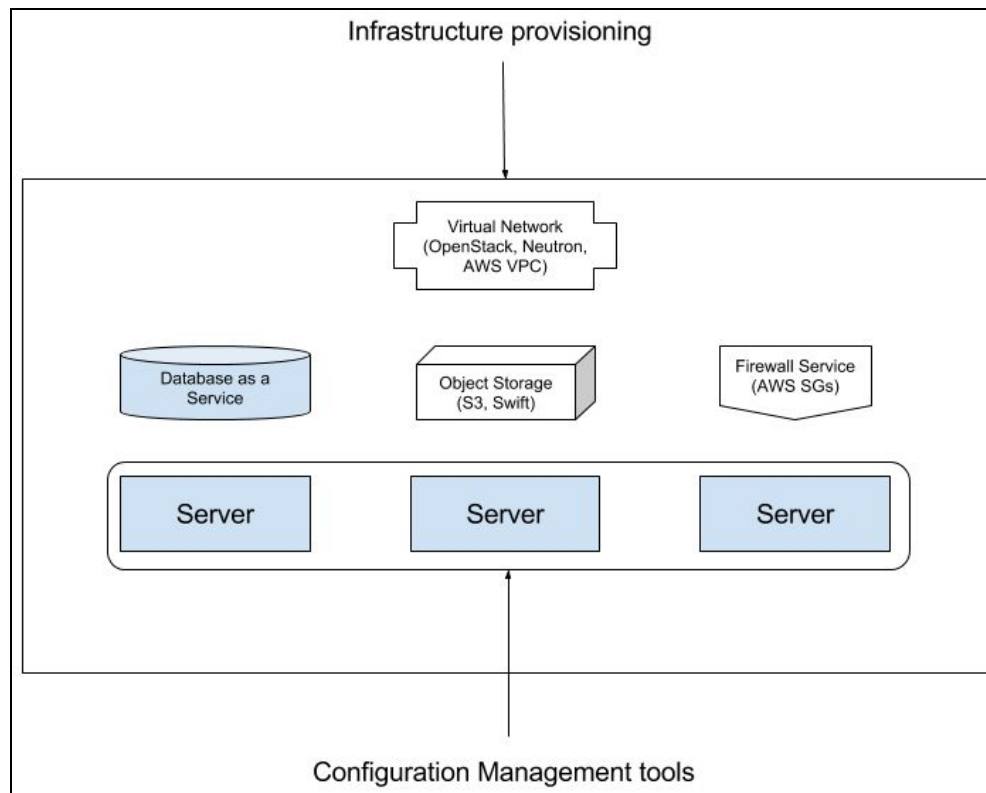 Infrastructure provisioning
Virtual Network
(OpenStack, Neutron,
AWS VPC)
Database as a
Service
Object Storage
(S3, Swift)
Firewall Service
(AWS SGs)
Server
Server
Server
Configuration Management tools